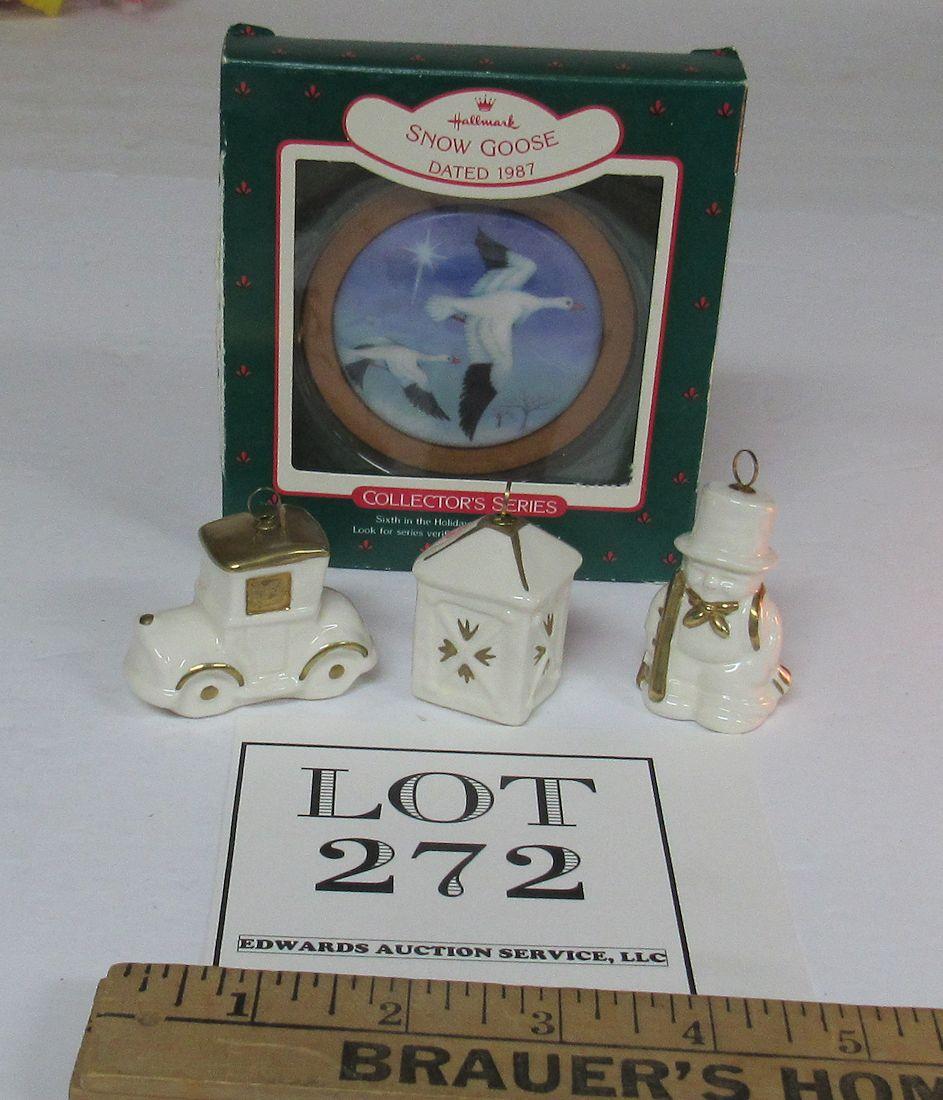 Hallmark
SNOW GOOSE
DATED 1987
COLLECTOR'S SERIES
Sixth in the Holiday
Look for series
LOT
272
EDWARDS AUCTION SERVICE, LLC
1 2 3 4 5
BRAUER'S HOM